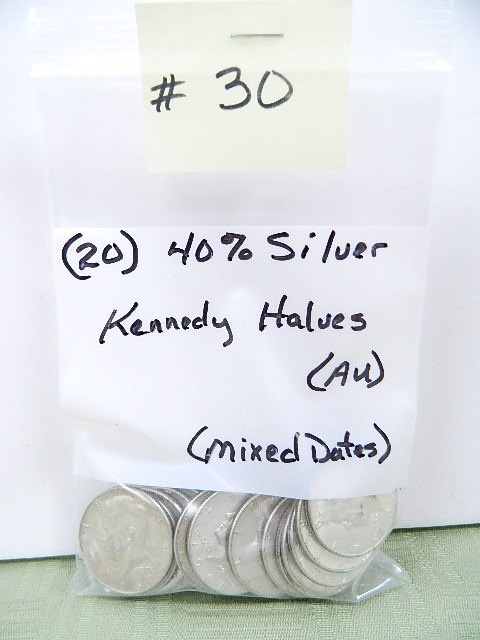 # 30
(20) 40% Silver
Kennedy Halves
(AU)
(Mixed Dates)